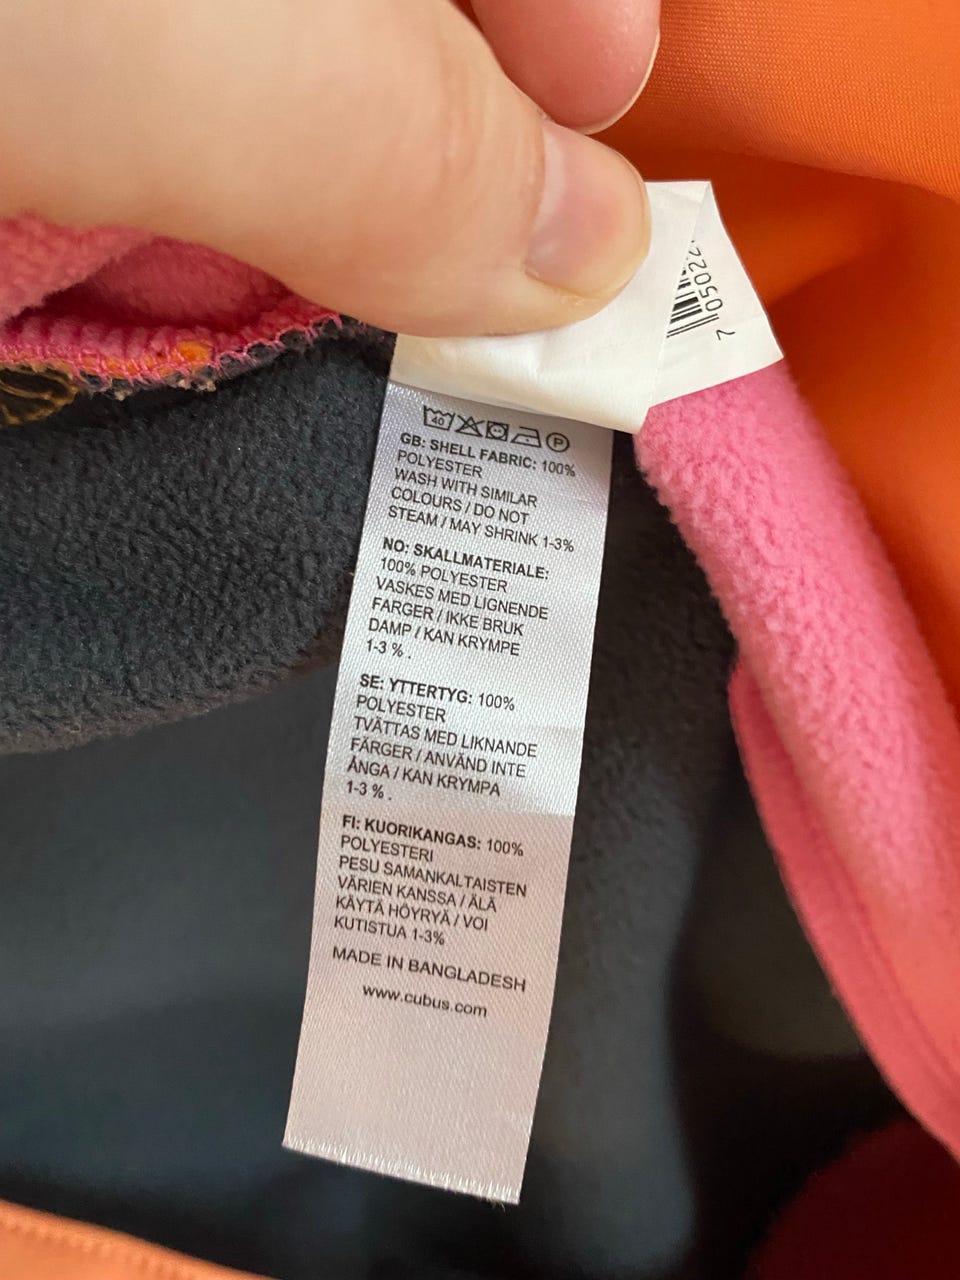 7 05022
40 P
GB: SHELL FABRIC: 100%
POLYESTER
WASH WITH SIMILAR
COLOURS / DO NOT
STEAM / MAY SHRINK 1-3%
NO: SKALLMATERIALE:
100% POLYESTER
VASKES MED LIGNENDE
FARGER / IKKE BRUK
DAMP / KAN KRYMPE
1-3 % .
SE: YTTERTYG: 100%
POLYESTER
TVÄTTAS MED LIKNANDE
FÄRGER / ANVÄND INTE
ÅNGA / KAN KRYMPA
1-3 % .
FI: KUORIKANGAS: 100%
POLYESTERI
PESU SAMANKALTAISTEN
VÄRIEN KANSSA / ÄLÄ
KÄYTÄ HÖYRYÄ / VOI
KUTISTUA 1-3%
MADE IN BANGLADESH
www.cubus.com